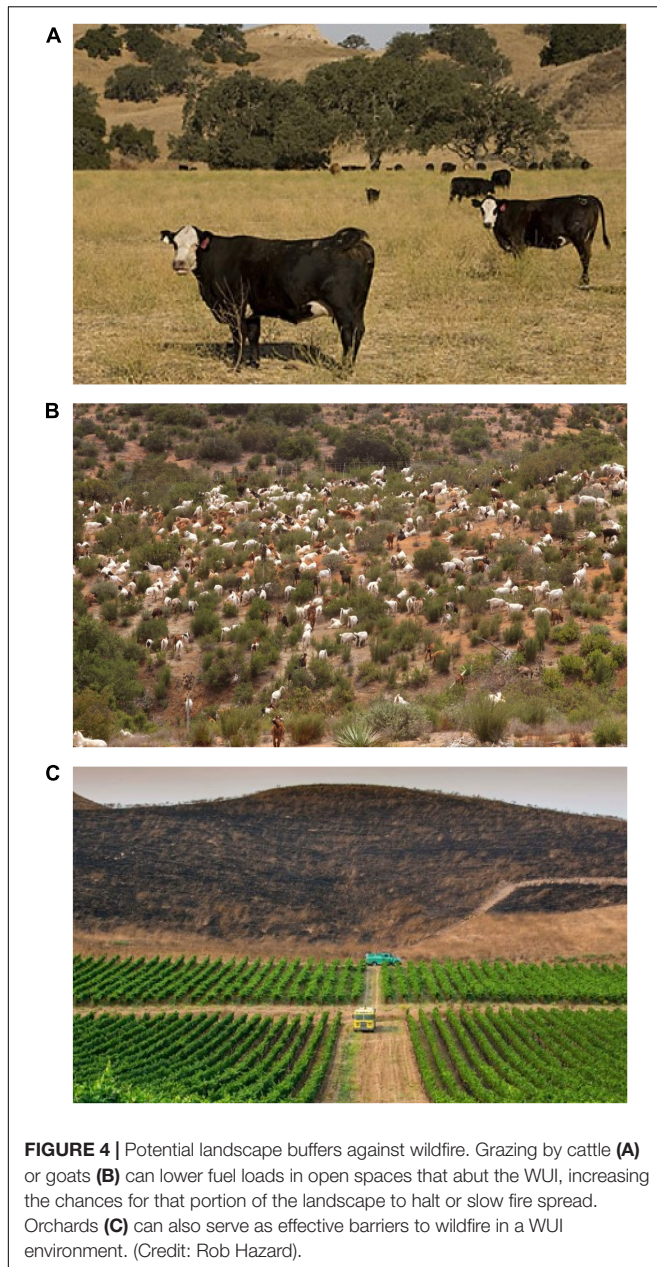 A
B
C
FIGURE 4 | Potential landscape buffers against wildfire. Grazing by cattle (A)
or goats (B) can lower fuel loads in open spaces that abut the WUI, increasing
the chances for that portion of the landscape to halt or slow fire spread.
Orchards (C) can also serve as effective barriers to wildfire in a WUI
environment. (Credit: Rob Hazard).